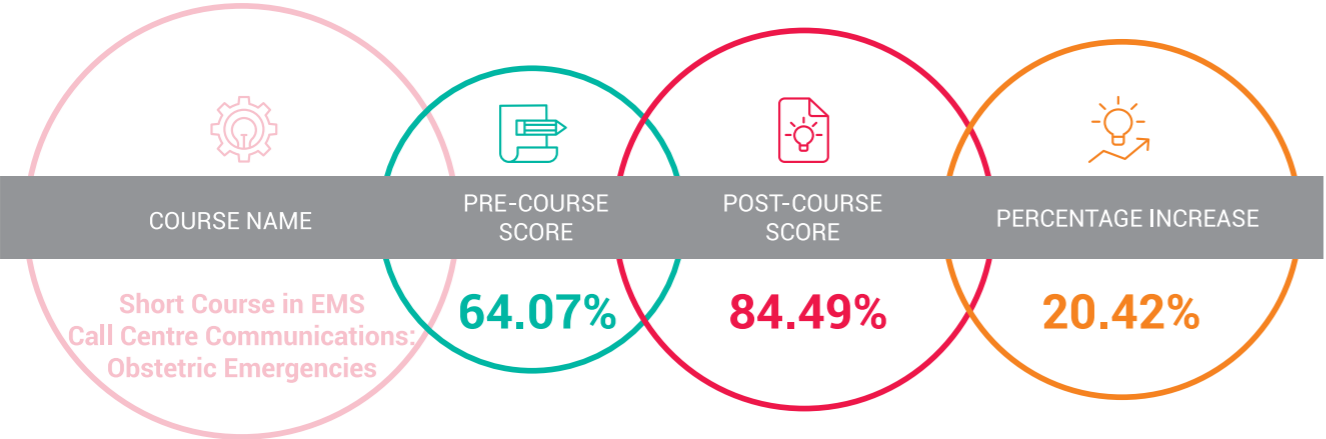 COURSE NAME
PRE-COURSE
SCORE
POST-COURSE
SCORE
PERCENTAGE INCREASE
Short Course in EMS
Call Centre Communications:
Obstetric Emergencies
64.07%
84.49%
20.42%